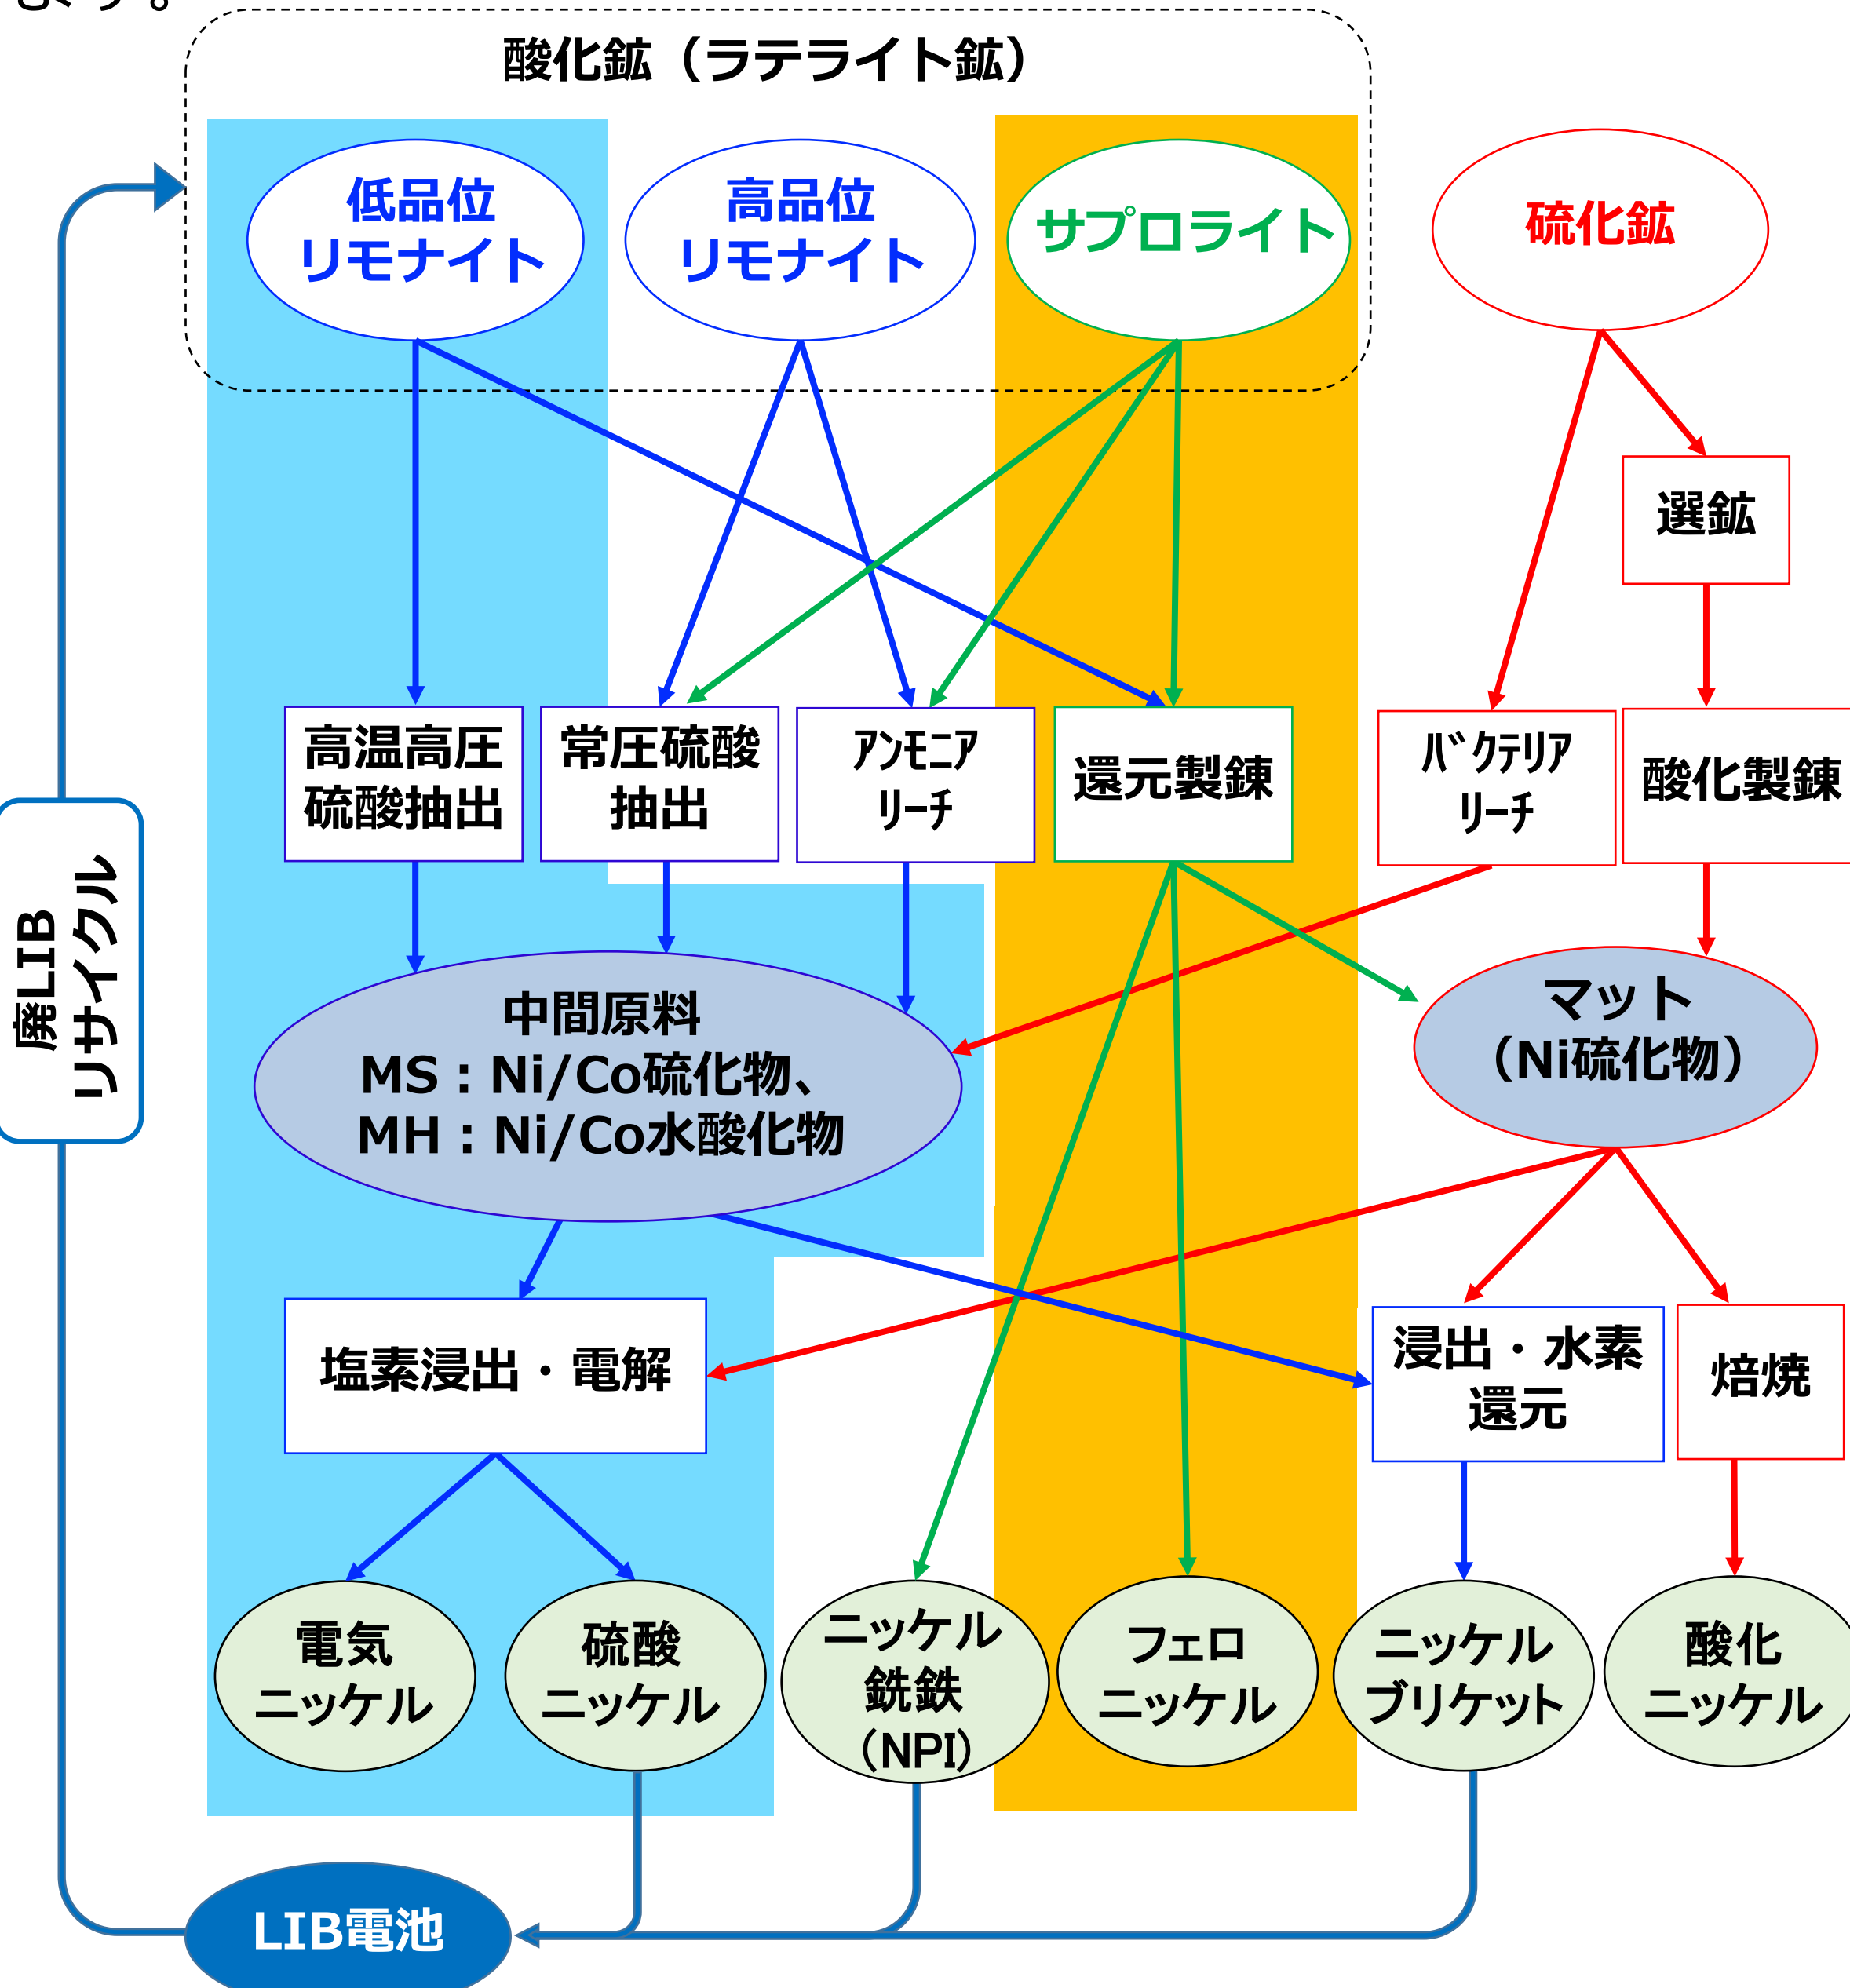 酸化鉱（ラテライト鉱）
低品位
リモナイト
高品位
リモナイト
サプロライト
硫化鉱
選鉱
高温高圧
硫酸抽出
常圧硫酸
抽出
ｱﾝﾓﾆｱ
ﾘｰﾁ
還元製錬
ﾊﾞｸﾃﾘｱ
ﾘｰﾁ
酸化製錬
廃LIB
リサイクル
中間原料
MS：Ni/Co硫化物、
MH：Ni/Co水酸化物
マット
（Ni硫化物）
塩素浸出・電解
浸出・水素
還元
焙焼
電気
ニッケル
硫酸
ニッケル
ニッケル
銑鉄
（NPI）
フェロ
ニッケル
ニッケル
ブリケット
酸化
ニッケル
LIB電池